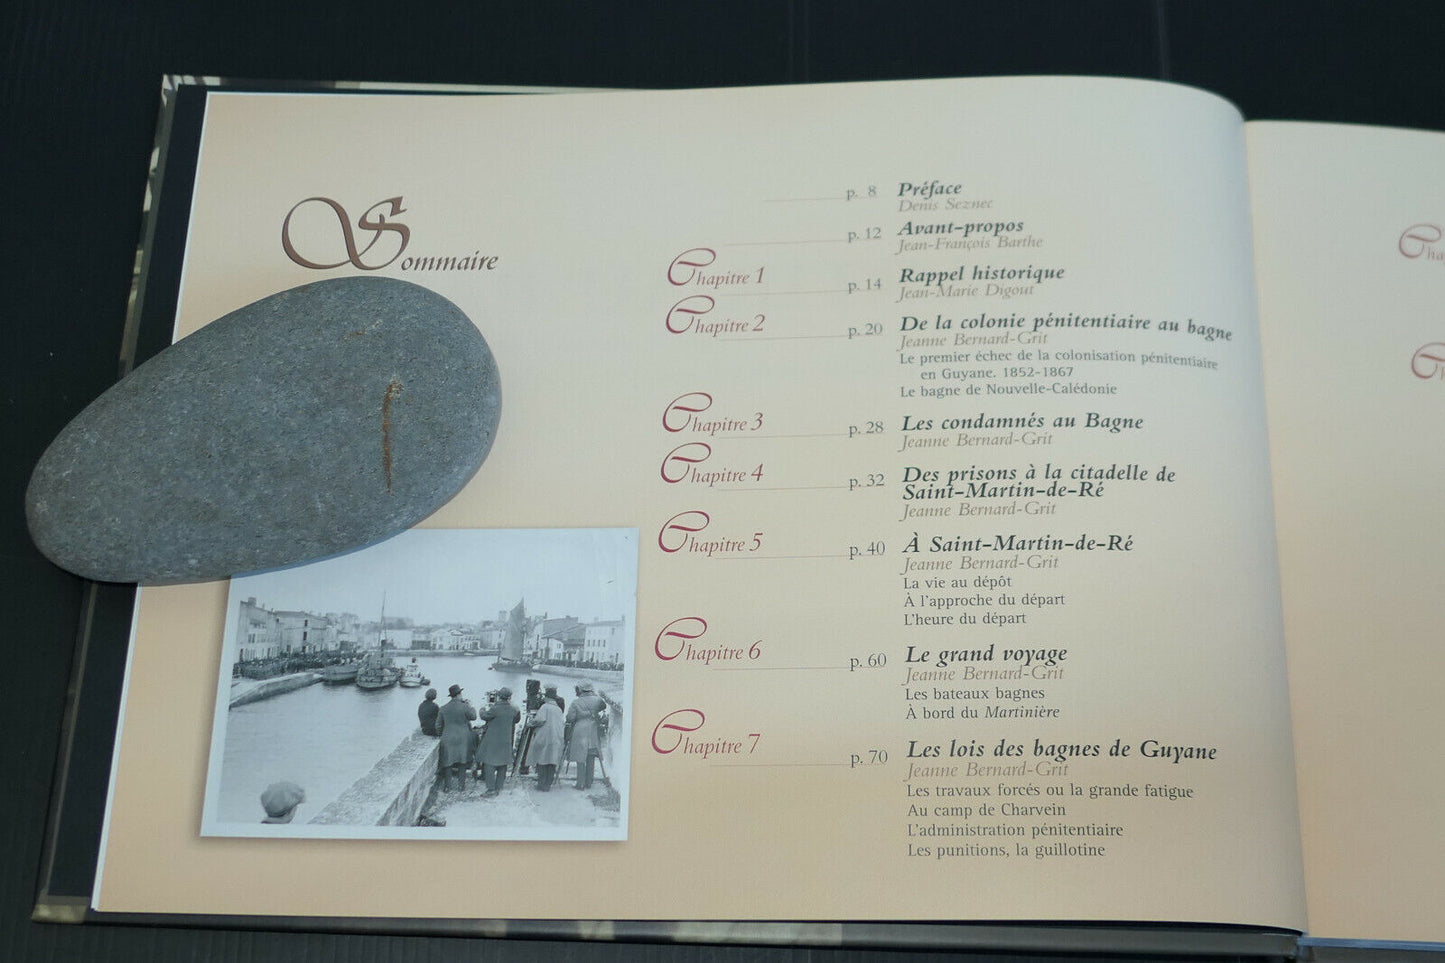 Sommaire
p. 8 Préface
Denis Seznec
p. 12 Avant-propos
Jean-François Barthe
Chapitre 1 p. 14 Rappel historique
Jean-Marie Digout
Chapitre 2 p. 20 De la colonie pénitentiaire au bagne
Jeanne Bernard-Grit
Le premier échec de la colonisation pénitentiaire
en Guyane. 1852-1867
Le bagne de Nouvelle-Calédonie
Chapitre 3 p. 28 Les condamnés au Bagne
Jeanne Bernard-Grit
Chapitre 4 p. 32 Des prisons à la citadelle de
Saint-Martin-de-Ré
Jeanne Bernard-Grit
Chapitre 5 p. 40 À Saint-Martin-de-Ré
Jeanne Bernard-Grit
La vie au dépôt
À l'approche du départ
L'heure du départ
Chapitre 6 p. 60 Le grand voyage
Jeanne Bernard-Grit
Les bateaux bagnes
À bord du Martinière
Chapitre 7 p. 70 Les lois des bagnes de Guyane
Jeanne Bernard-Grit
Les travaux forcés ou la grande fatigue
Au camp de Charvein
L'administration pénitentiaire
Les punitions, la guillotine